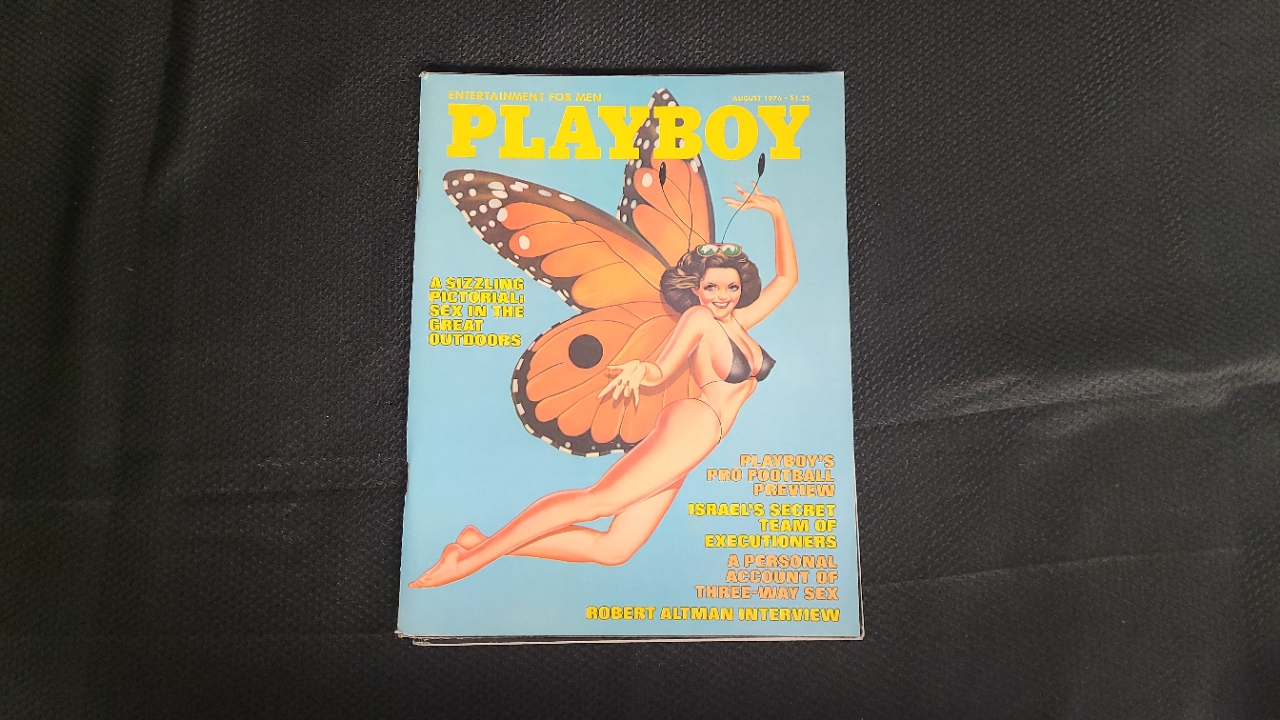 ENTERTAINMENT FOR MEN
AUGUST 1976 • $1.25
PLAYBOY
A SIZZLING
PICTORIAL:
SEX IN THE
GREAT
OUTDOORS
PLAYBOY'S
PRO FOOTBALL
PREVIEW
ISRAEL'S SECRET
TEAM OF
EXECUTIONERS
A PERSONAL
ACCOUNT OF
THREE-WAY SEX
ROBERT ALTMAN INTERVIEW